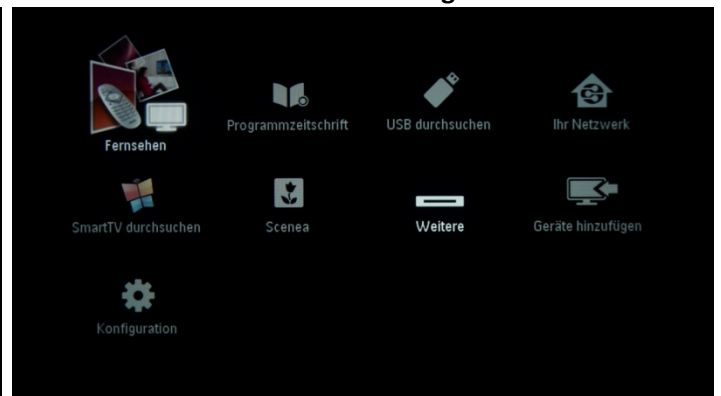 Fernsehen
Programmzeitschrift
USB durchsuchen
Ihr Netzwerk
SmartTV durchsuchen
Scenea
Weitere
Geräte hinzufügen
Konfiguration